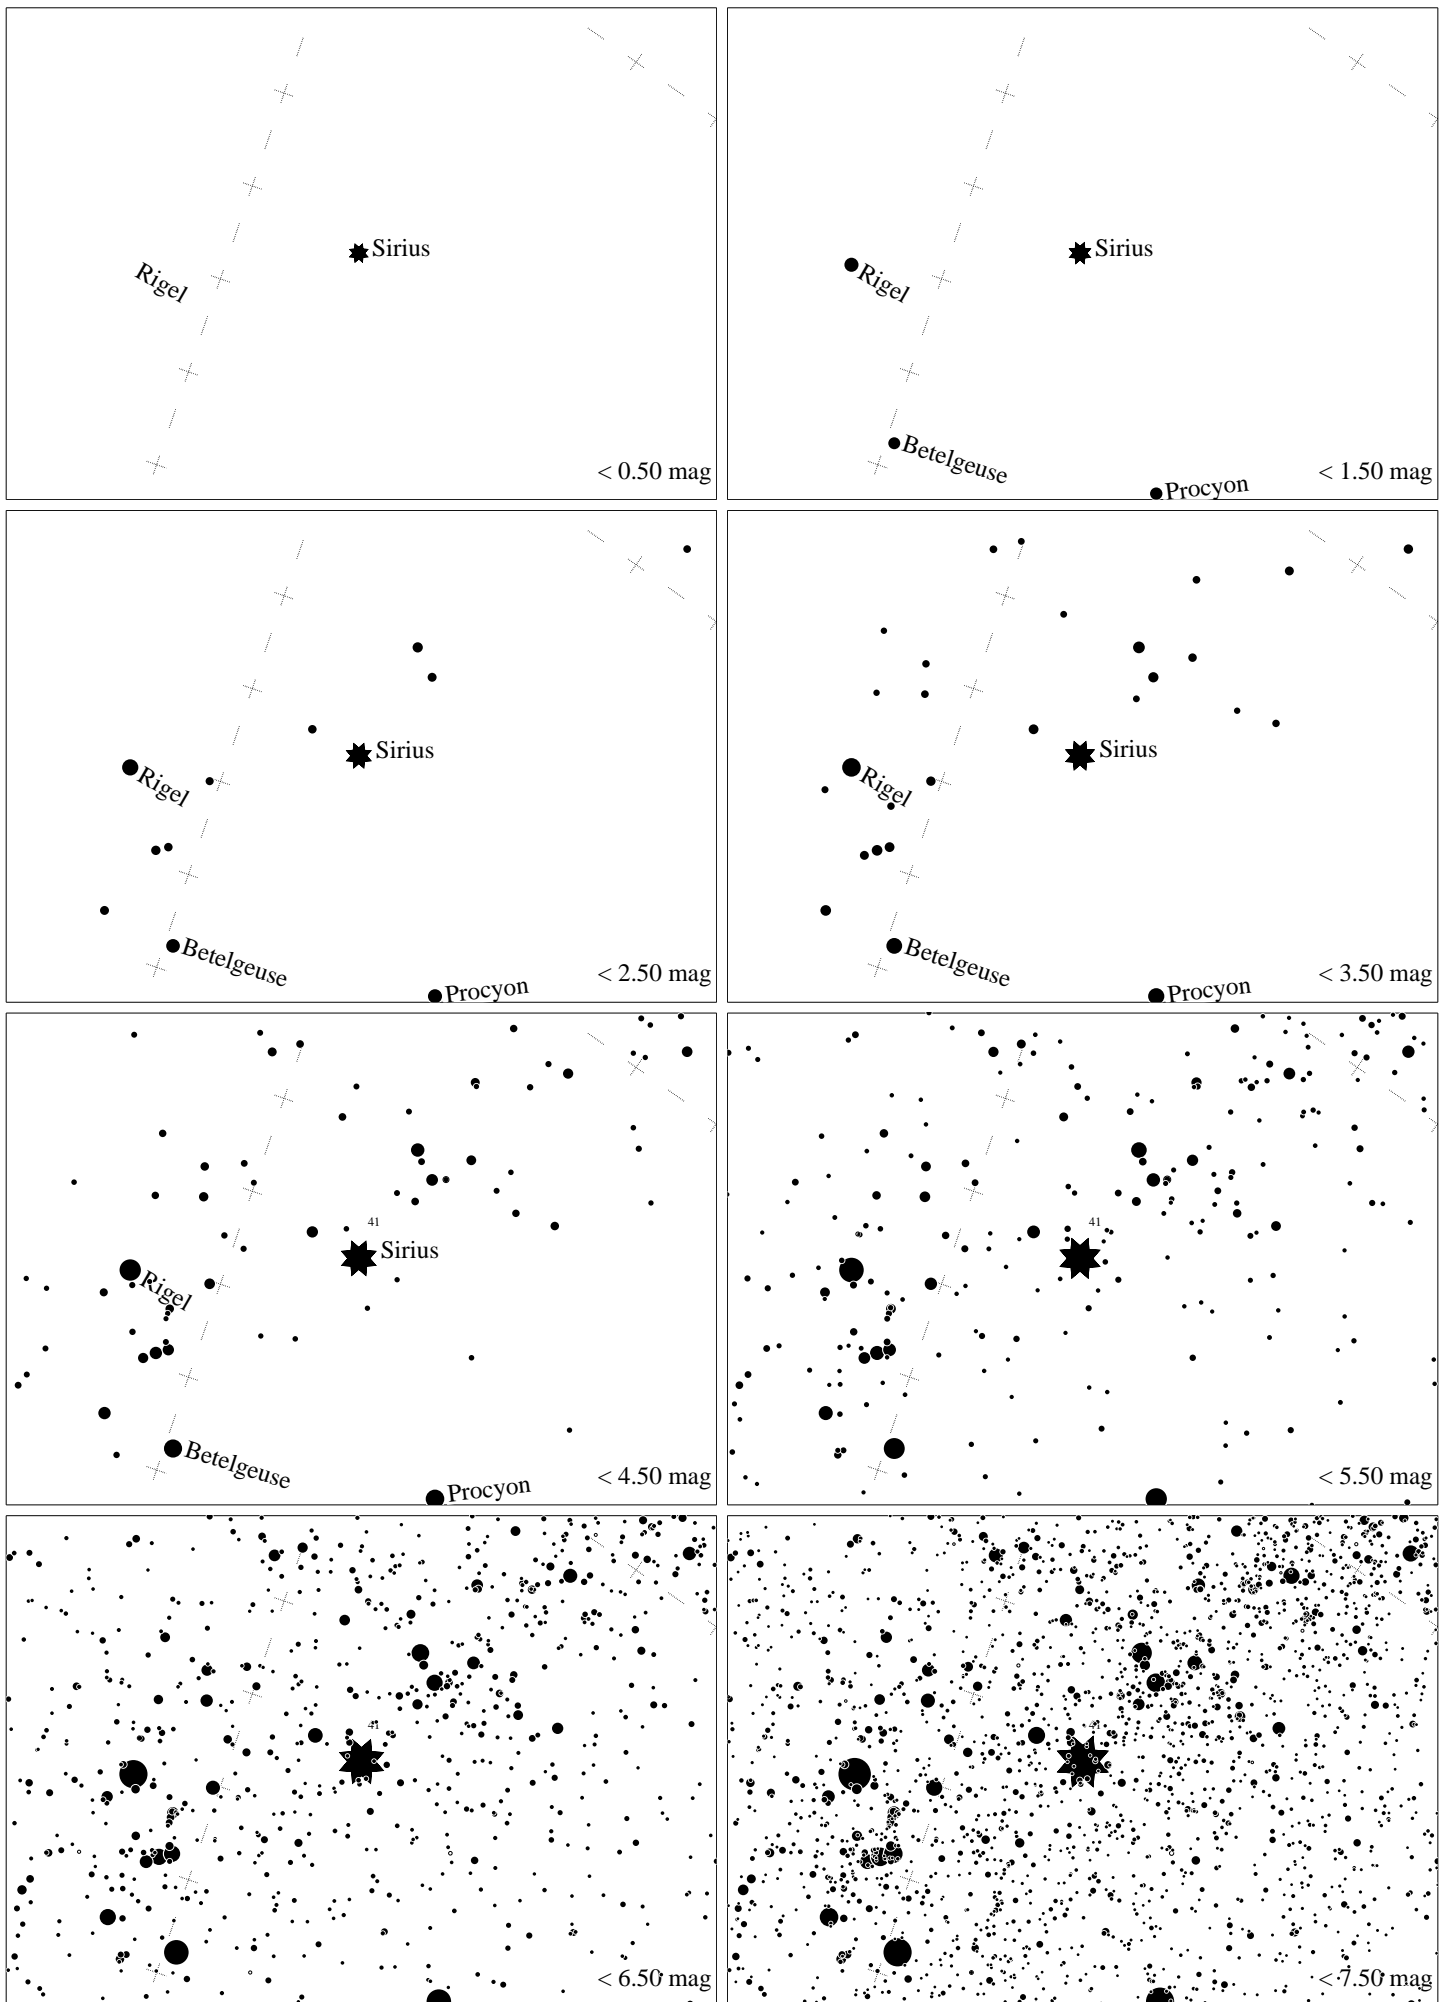 Sirius
Rigel
< 0.50 mag
Sirius
Rigel
Betelgeuse
Procyon
< 1.50 mag
Sirius
Rigel
Betelgeuse
Procyon
< 2.50 mag
Sirius
Rigel
Betelgeuse
Procyon
< 3.50 mag
41
Sirius
Rigel
Betelgeuse
Procyon
< 4.50 mag
41
< 5.50 mag
41
< 6.50 mag
41
< 7.50 mag